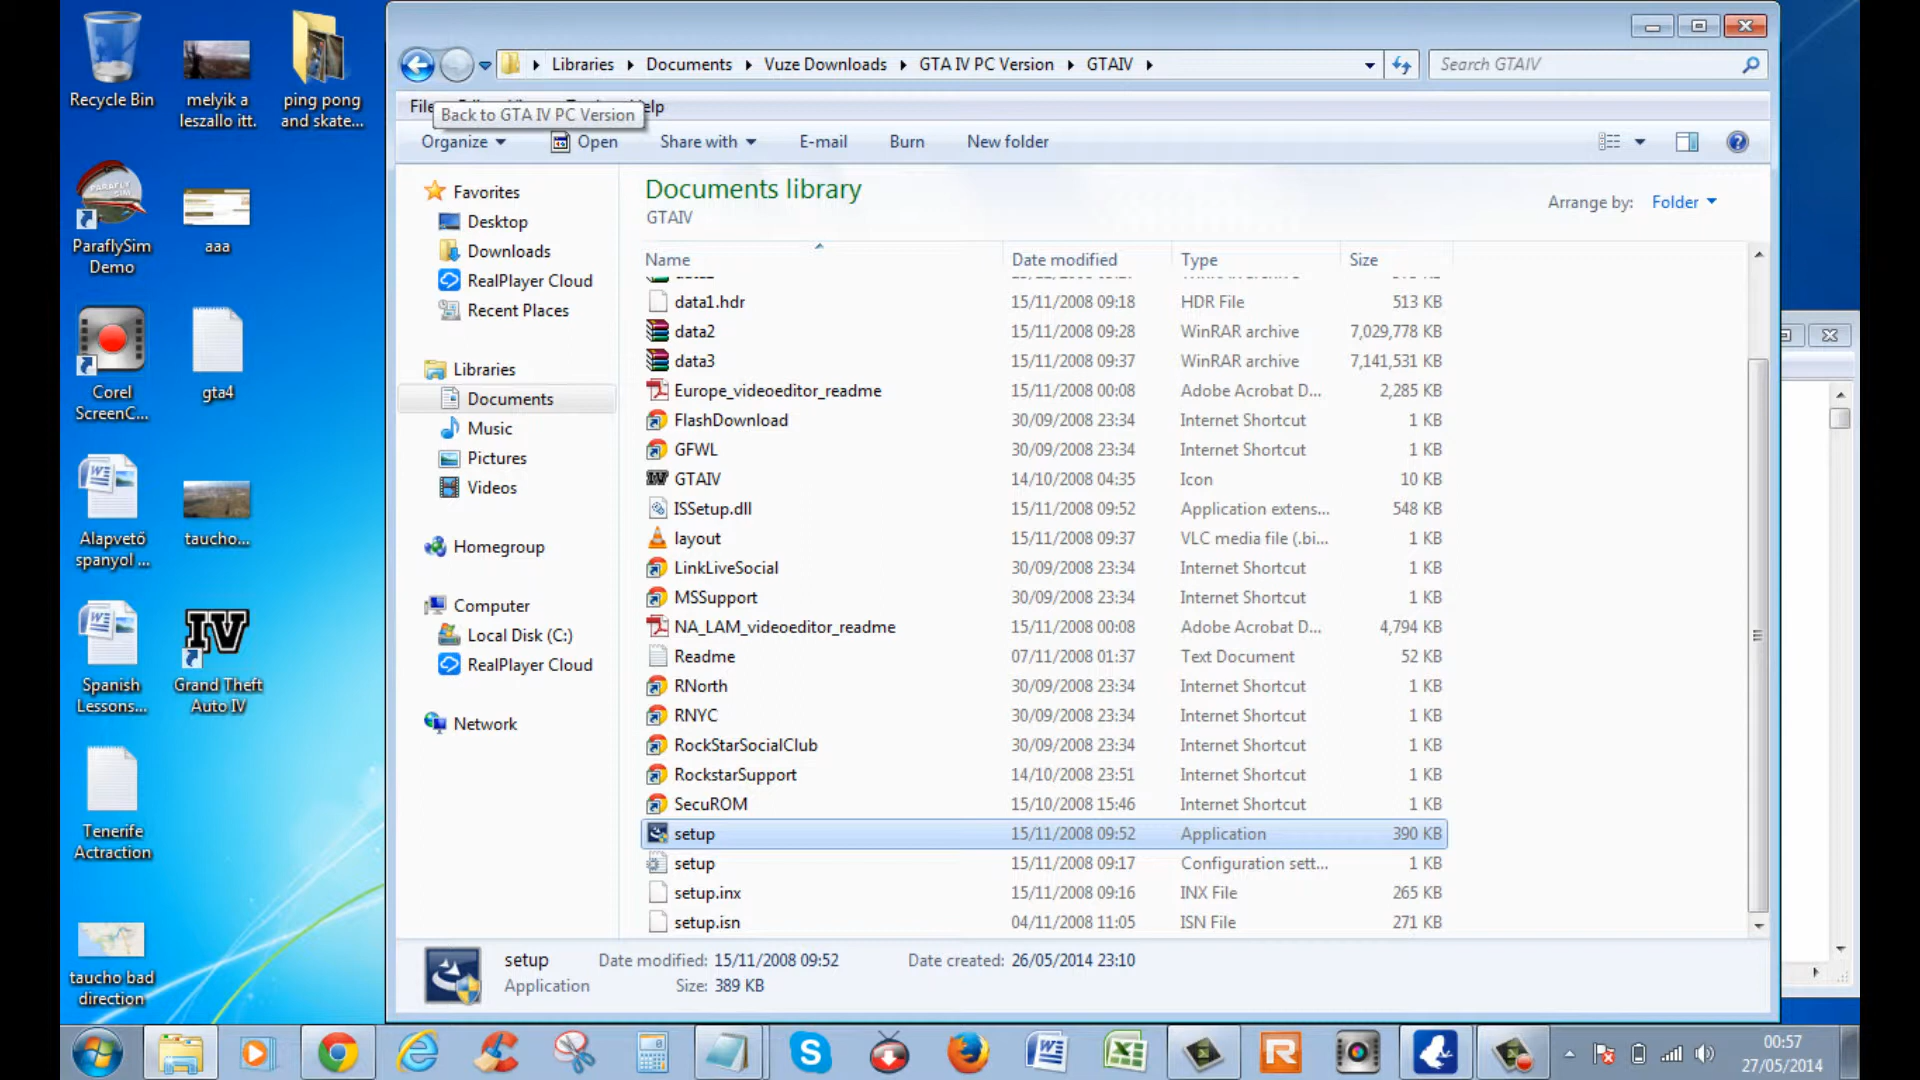 Recycle Bin
melyik a
leszallo itt.
ping pong
and skate...
PARAFLY
SIM
ParaflySim
Demo
aaa
Corel
ScreenC...
gta4
Alapvető
spanyol ...
taucho...
Spanish
Lessons...
IV
Grand Theft
Auto IV
Tenerife
Actraction
taucho bad
direction
Libraries Documents Vuze Downloads GTA IV PC Version GTAIV
Search GTAIV
File
Back to GTA IV PC Version
Organize Open Share with E-mail Burn New folder
Favorites
Desktop
Downloads
RealPlayer Cloud
Recent Places
Libraries
Documents
Music
Pictures
Videos
Homegroup
Computer
Local Disk (C:)
RealPlayer Cloud
Network
Documents library
GTAIV
Arrange by: Folder
Name Date modified Type Size
data1.hdr 15/11/2008 09:18 HDR File 513 KB
data2 15/11/2008 09:28 WinRAR archive 7,029,778 KB
data3 15/11/2008 09:37 WinRAR archive 7,141,531 KB
Europe_videoeditor_readme 15/11/2008 00:08 Adobe Acrobat D... 2,285 KB
FlashDownload 30/09/2008 23:34 Internet Shortcut 1 KB
GFWL 30/09/2008 23:34 Internet Shortcut 1 KB
GTAIV 14/10/2008 04:35 Icon 10 KB
ISSetup.dll 15/11/2008 09:52 Application extens... 548 KB
layout 15/11/2008 09:37 VLC media file (.bi... 1 KB
LinkLiveSocial 30/09/2008 23:34 Internet Shortcut 1 KB
MSSupport 30/09/2008 23:34 Internet Shortcut 1 KB
NA_LAM_videoeditor_readme 15/11/2008 00:08 Adobe Acrobat D... 4,794 KB
Readme 07/11/2008 01:37 Text Document 52 KB
RNorth 30/09/2008 23:34 Internet Shortcut 1 KB
RNYC 30/09/2008 23:34 Internet Shortcut 1 KB
RockStarSocialClub 30/09/2008 23:34 Internet Shortcut 1 KB
RockstarSupport 14/10/2008 23:51 Internet Shortcut 1 KB
SecuROM 15/10/2008 15:46 Internet Shortcut 1 KB
setup 15/11/2008 09:52 Application 390 KB
setup 15/11/2008 09:17 Configuration sett... 1 KB
setup.inx 15/11/2008 09:16 INX File 265 KB
setup.isn 04/11/2008 11:05 ISN File 271 KB
setup Date modified: 15/11/2008 09:52 Date created: 26/05/2014 23:10
Application Size: 389 KB
00:57
27/05/2014